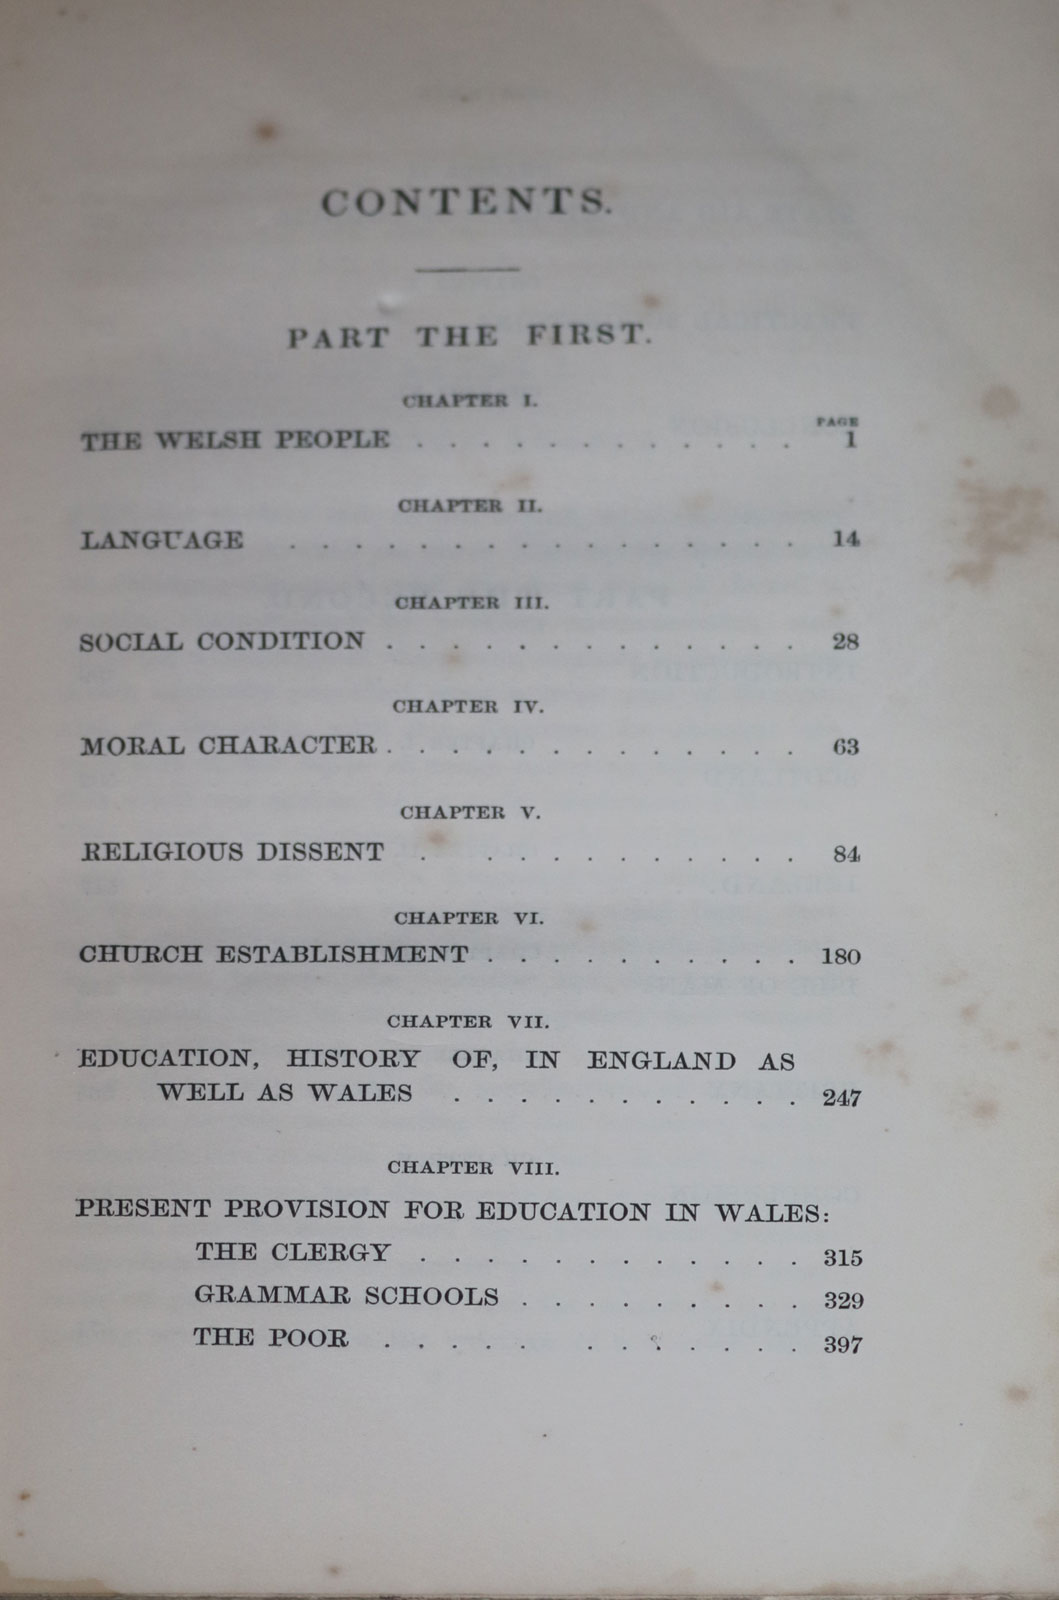 CONTENTS.
PART THE FIRST.
CHAPTER I.
PAGE
THE WELSH PEOPLE . . . . . . . . . . . . 1
CHAPTER II.
LANGUAGE . . . . . . . . . . . . . . . . 14
CHAPTER III.
SOCIAL CONDITION . . . . . . . . . . . . . 28
CHAPTER IV.
MORAL CHARACTER . . . . . . . . . . . . . 63
CHAPTER V.
RELIGIOUS DISSENT . . . . . . . . . . . 84
CHAPTER VI.
CHURCH ESTABLISHMENT . . . . . . . . . . 180
CHAPTER VII.
EDUCATION, HISTORY OF, IN ENGLAND AS
WELL AS WALES . . . . . . . . . . . 247
CHAPTER VIII.
PRESENT PROVISION FOR EDUCATION IN WALES:
THE CLERGY . . . . . . . . . . . . 315
GRAMMAR SCHOOLS . . . . . . . . . 329
THE POOR . . . . . . . . . . . . 397